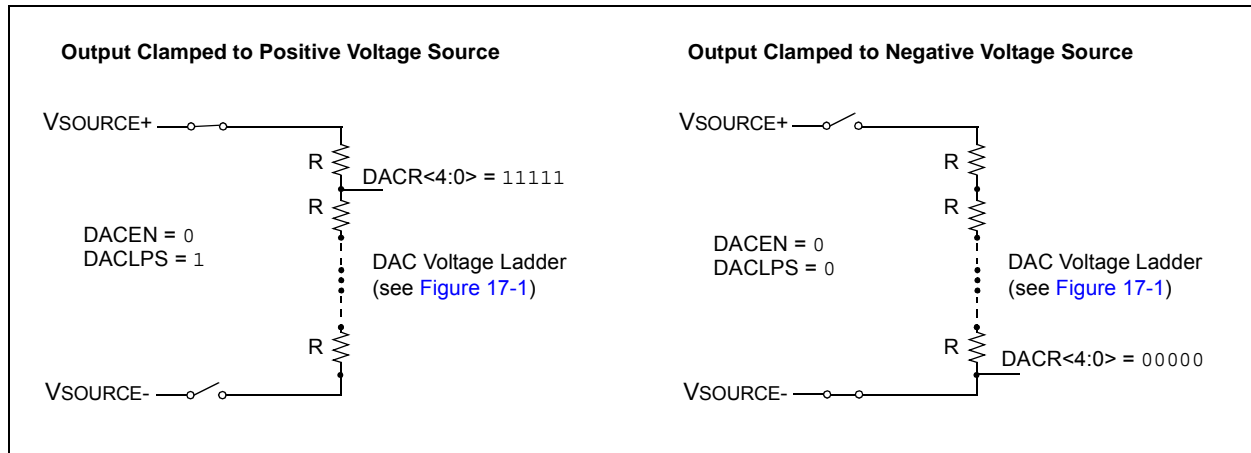 Output Clamped to Positive Voltage Source
VSOURCE+
R
DACR<4:0> = 11111
R
DACEN = 0
DACLPS = 1
DAC Voltage Ladder
(see Figure 17-1)
R
VSOURCE-
Output Clamped to Negative Voltage Source
VSOURCE+
R
R
DACEN = 0
DACLPS = 0
DAC Voltage Ladder
(see Figure 17-1)
R
DACR<4:0> = 00000
VSOURCE-